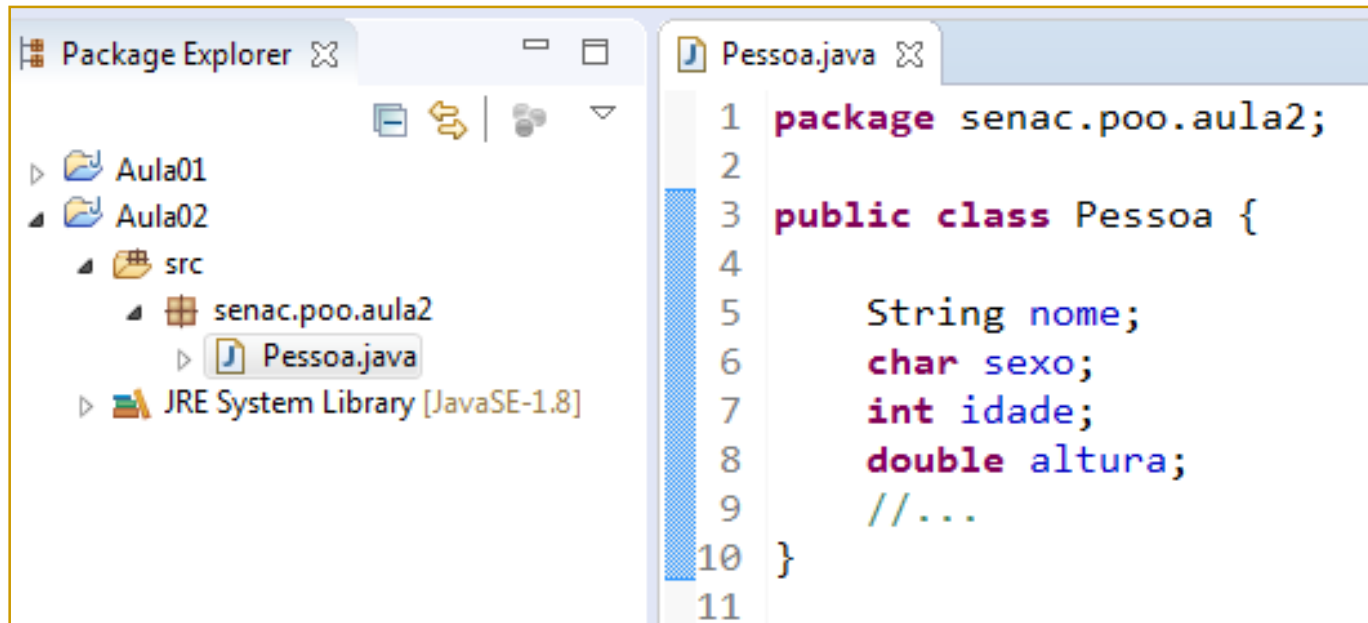 Package Explorer
Aula01
Aula02
src
senac.poo.aula2
Pessoa.java
JRE System Library [JavaSE-1.8]
Pessoa.java
1 package senac.poo.aula2;
2
3 public class Pessoa {
4
5 String nome;
6 char sexo;
7 int idade;
8 double altura;
9 //...
10 }
11